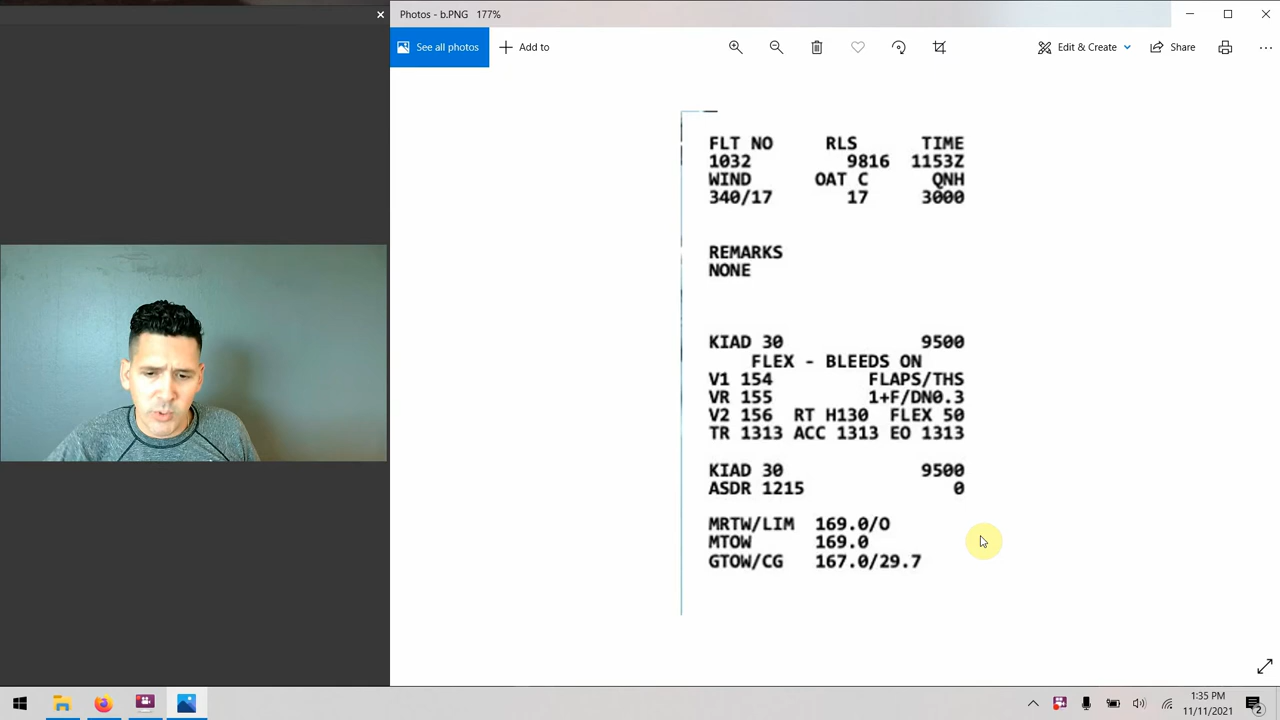 Photos - b.PNG 177%
See all photos
Add to
Edit & Create
Share
FLT NO RLS TIME
1032 9816 1153Z
WIND OAT C QNH
340/17 17 3000
REMARKS
NONE
KIAD 30 9500
FLEX - BLEEDS ON
V1 154 FLAPS/THS
VR 155 1+F/DN0.3
V2 156 RT H130 FLEX 50
TR 1313 ACC 1313 EO 1313
KIAD 30 9500
ASDR 1215 0
MRTW/LIM 169.0/O
MTOW 169.0
GTOW/CG 167.0/29.7
1:35 PM
11/11/2021
2